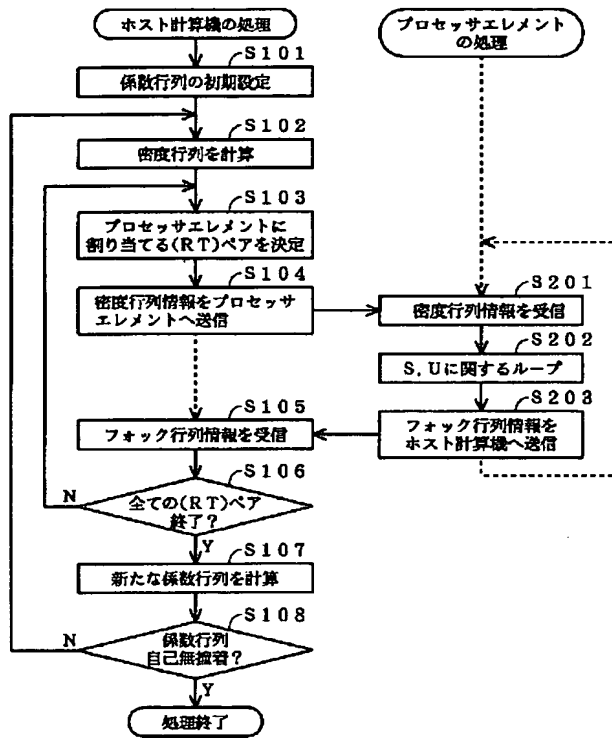 ホスト計算機の処理
S101
係数行列の初期設定
S102
密度行列を計算
S103
プロセッサエレメントに
割り当てる(RT)ペアを決定
S104
密度行列情報をプロセッサ
エレメントへ送信
S105
フォック行列情報を受信
S106
N
全ての(RT)ペア
終了?
Y
S107
新たな係数行列を計算
S108
N
係数行列
自己無撞着?
Y
処理終了
プロセッサエレメント
の処理
S201
密度行列情報を受信
S202
S,Uに関するループ
S203
フォック行列情報を
ホスト計算機へ送信